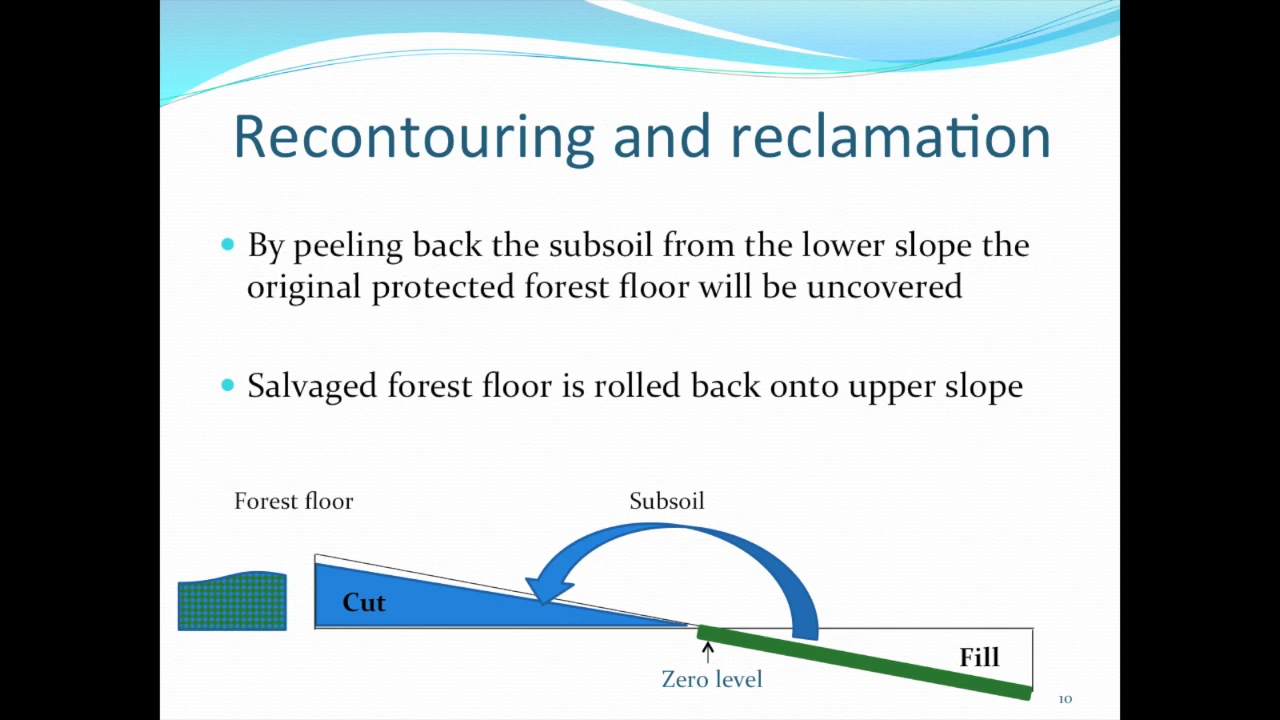 Recontouring and reclamation
By peeling back the subsoil from the lower slope the
original protected forest floor will be uncovered
Salvaged forest floor is rolled back onto upper slope
Forest floor
Subsoil
Cut
Fill
Zero level
10